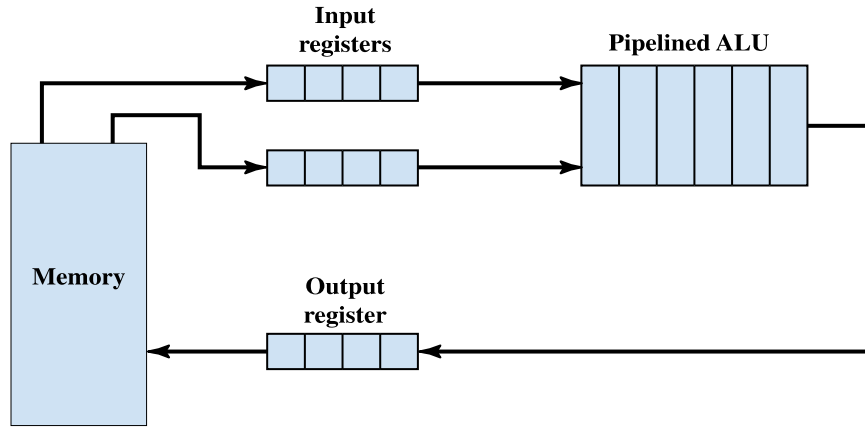 Input
registers
Pipelined ALU
Memory
Output
register